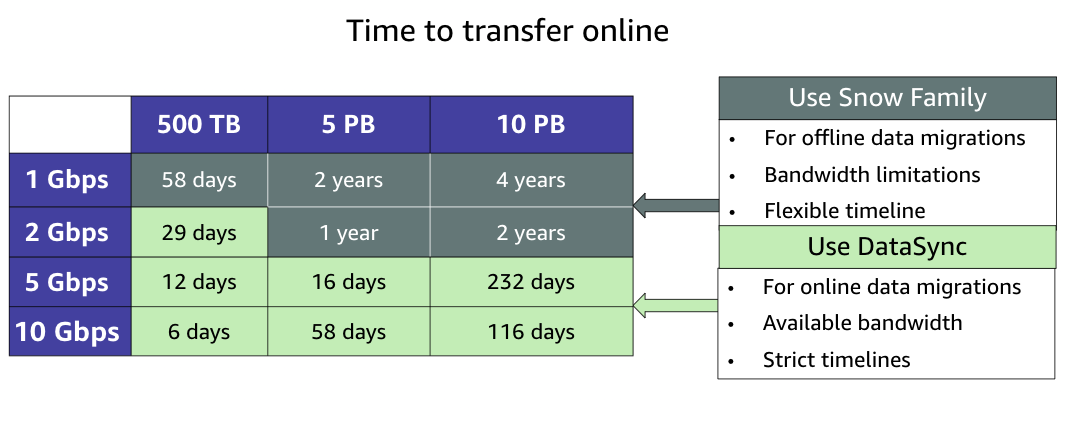 Time to transfer online
500 TB 5 PB 10 PB
1 Gbps 58 days 2 years 4 years
2 Gbps 29 days 1 year 2 years
5 Gbps 12 days 16 days 232 days
10 Gbps 6 days 58 days 116 days
Use Snow Family
• For offline data migrations
• Bandwidth limitations
• Flexible timeline
Use DataSync
• For online data migrations
• Available bandwidth
• Strict timelines